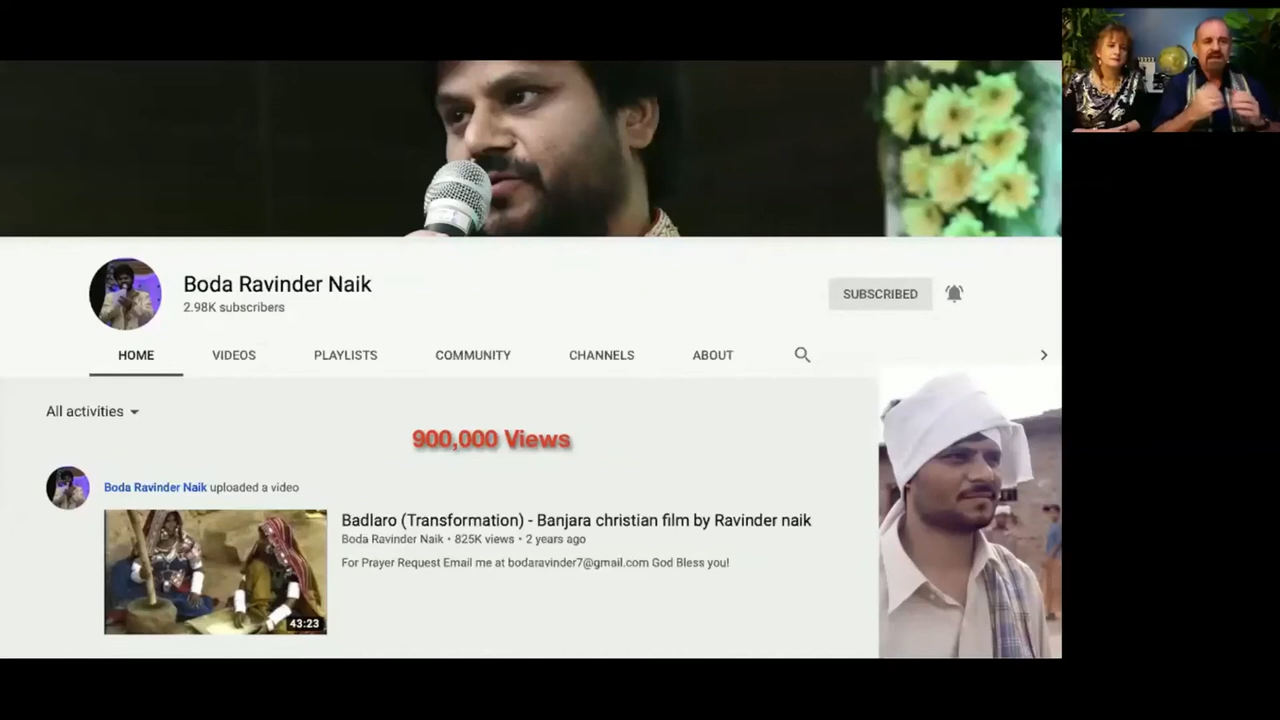 Boda Ravinder Naik
2.98K subscribers
SUBSCRIBED
HOME VIDEOS PLAYLISTS COMMUNITY CHANNELS ABOUT
All activities
900,000 Views
Boda Ravinder Naik uploaded a video
Badlaro (Transformation) - Banjara christian film by Ravinder naik
Boda Ravinder Naik • 825K views • 2 years ago
For Prayer Request Email me at bodaravinder7@gmail.com God Bless you!
43:23